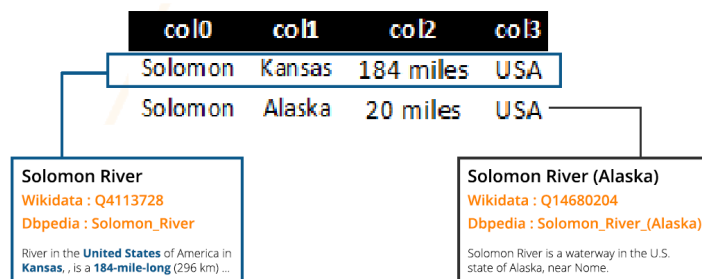 col0 col1 col2 col3
Solomon Kansas 184 miles USA
Solomon Alaska 20 miles USA
Solomon River
Wikidata : Q4113728
Dbpedia : Solomon_River
River in the United States of America in
Kansas, , is a 184-mile-long (296 km) ...
Solomon River (Alaska)
Wikidata : Q14680204
Dbpedia : Solomon_River_(Alaska)
Solomon River is a waterway in the U.S.
state of Alaska, near Nome.